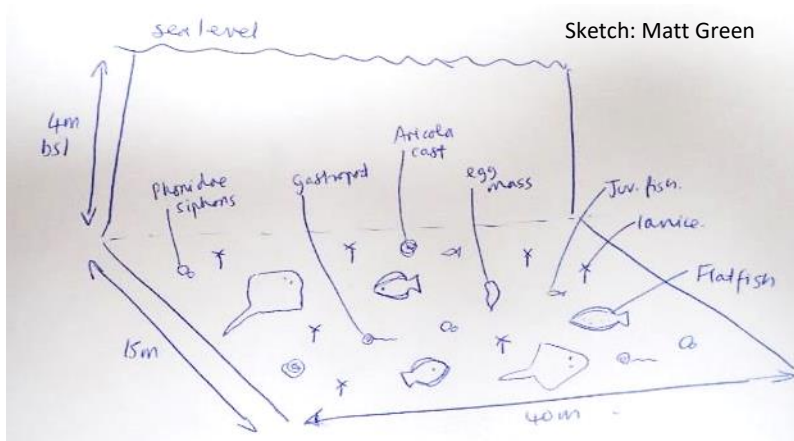 Sketch: Matt Green
sea level
4m
bsl
Aricola
cast
Phonidae
siphons
Gastropod
egg
mass
Juv. fish.
lanice.
Flatfish
15m
40m